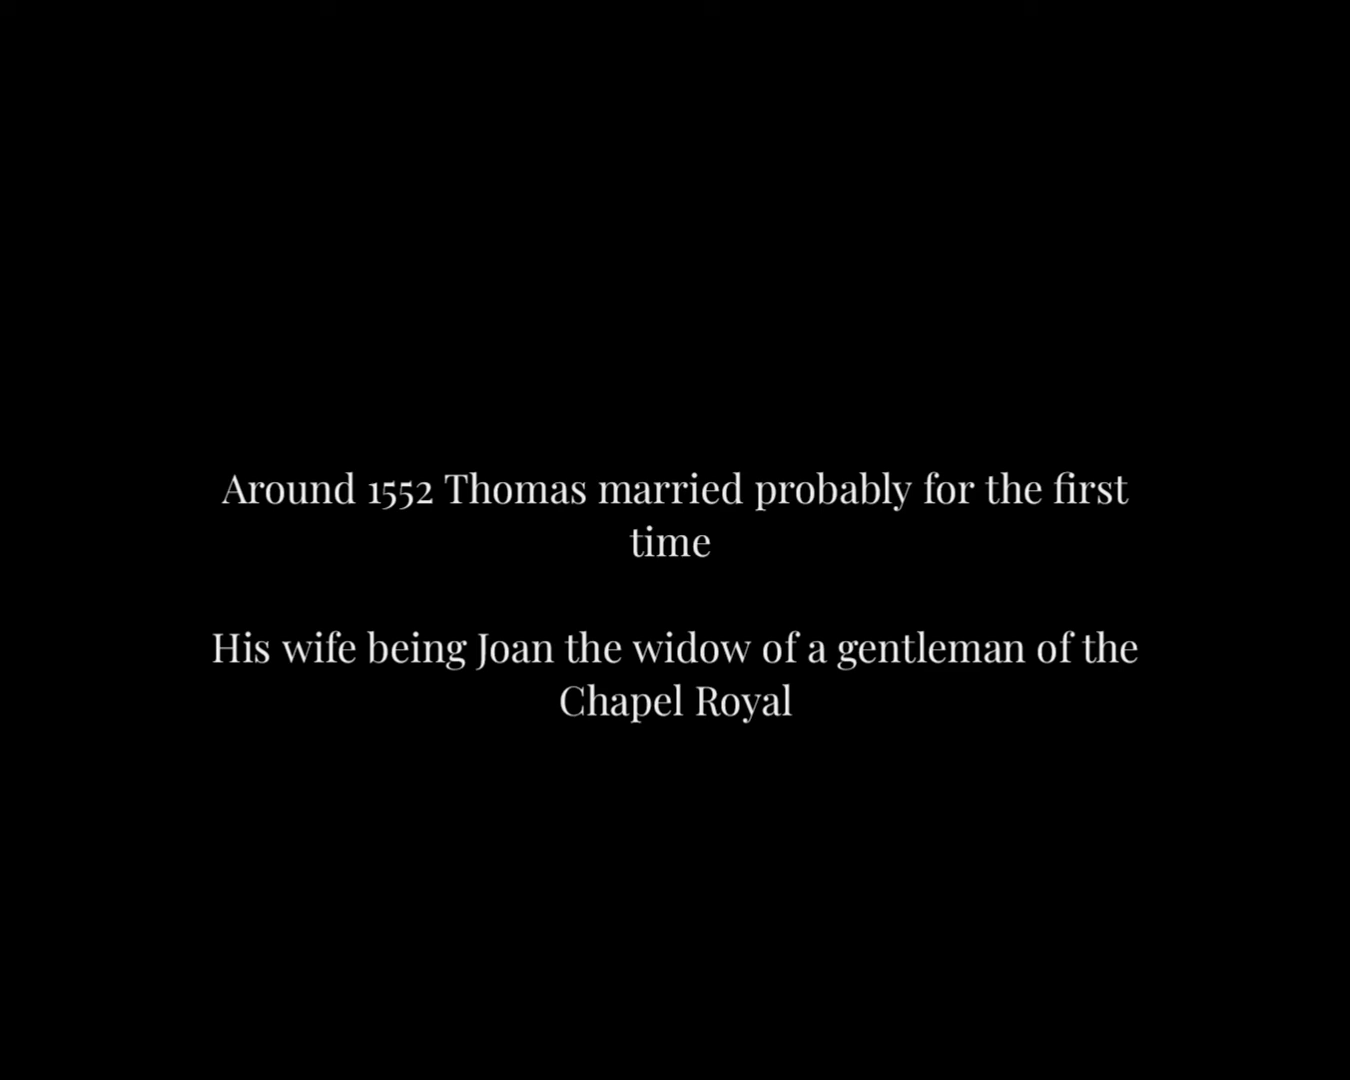 Around 1552 Thomas married probably for the first
time
His wife being Joan the widow of a gentleman of the
Chapel Royal